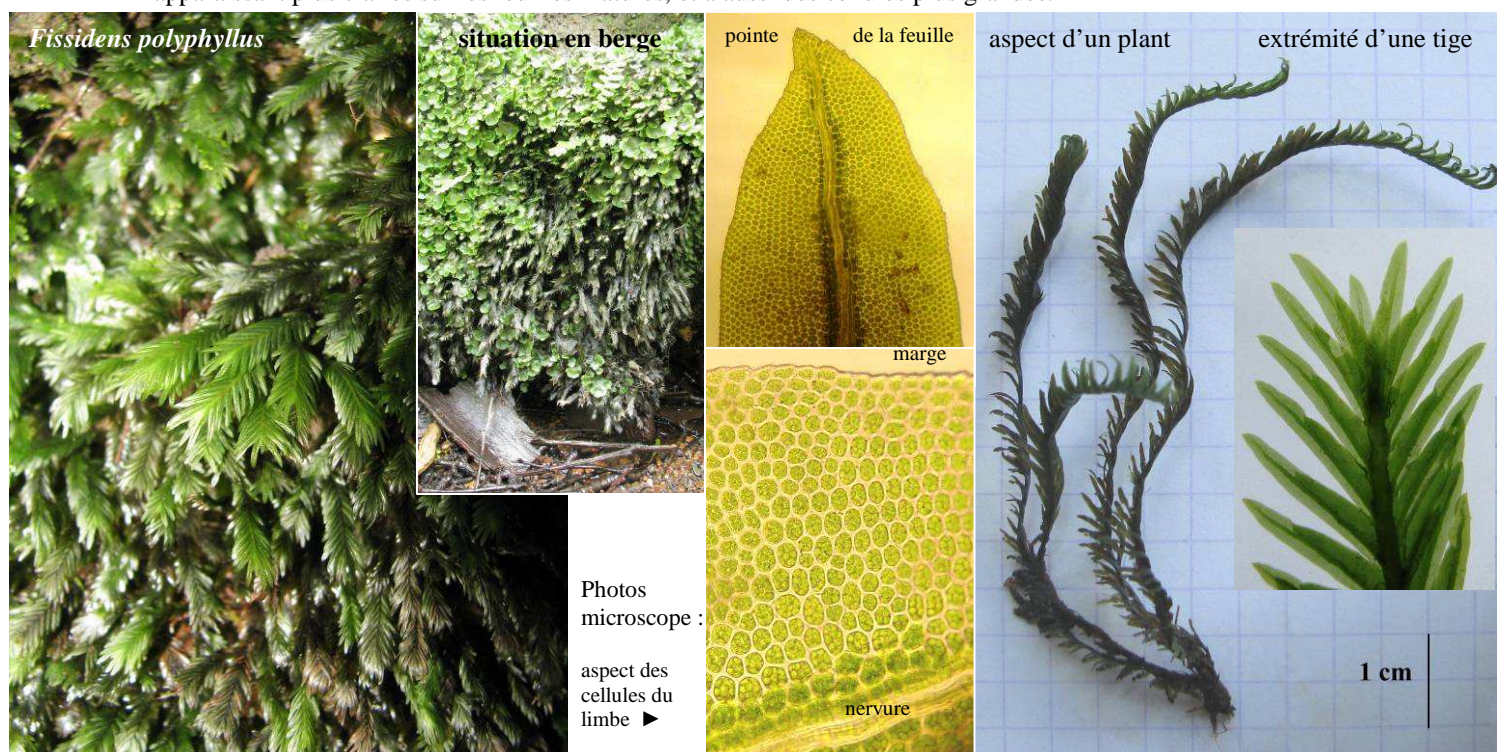 Fissidens polyphyllus
situation en berge
pointe de la feuille
marge
nervure
Photos
microscope :
aspect des
cellules du
limbe ►
aspect d’un plant
extrémité d’une tige
1 cm